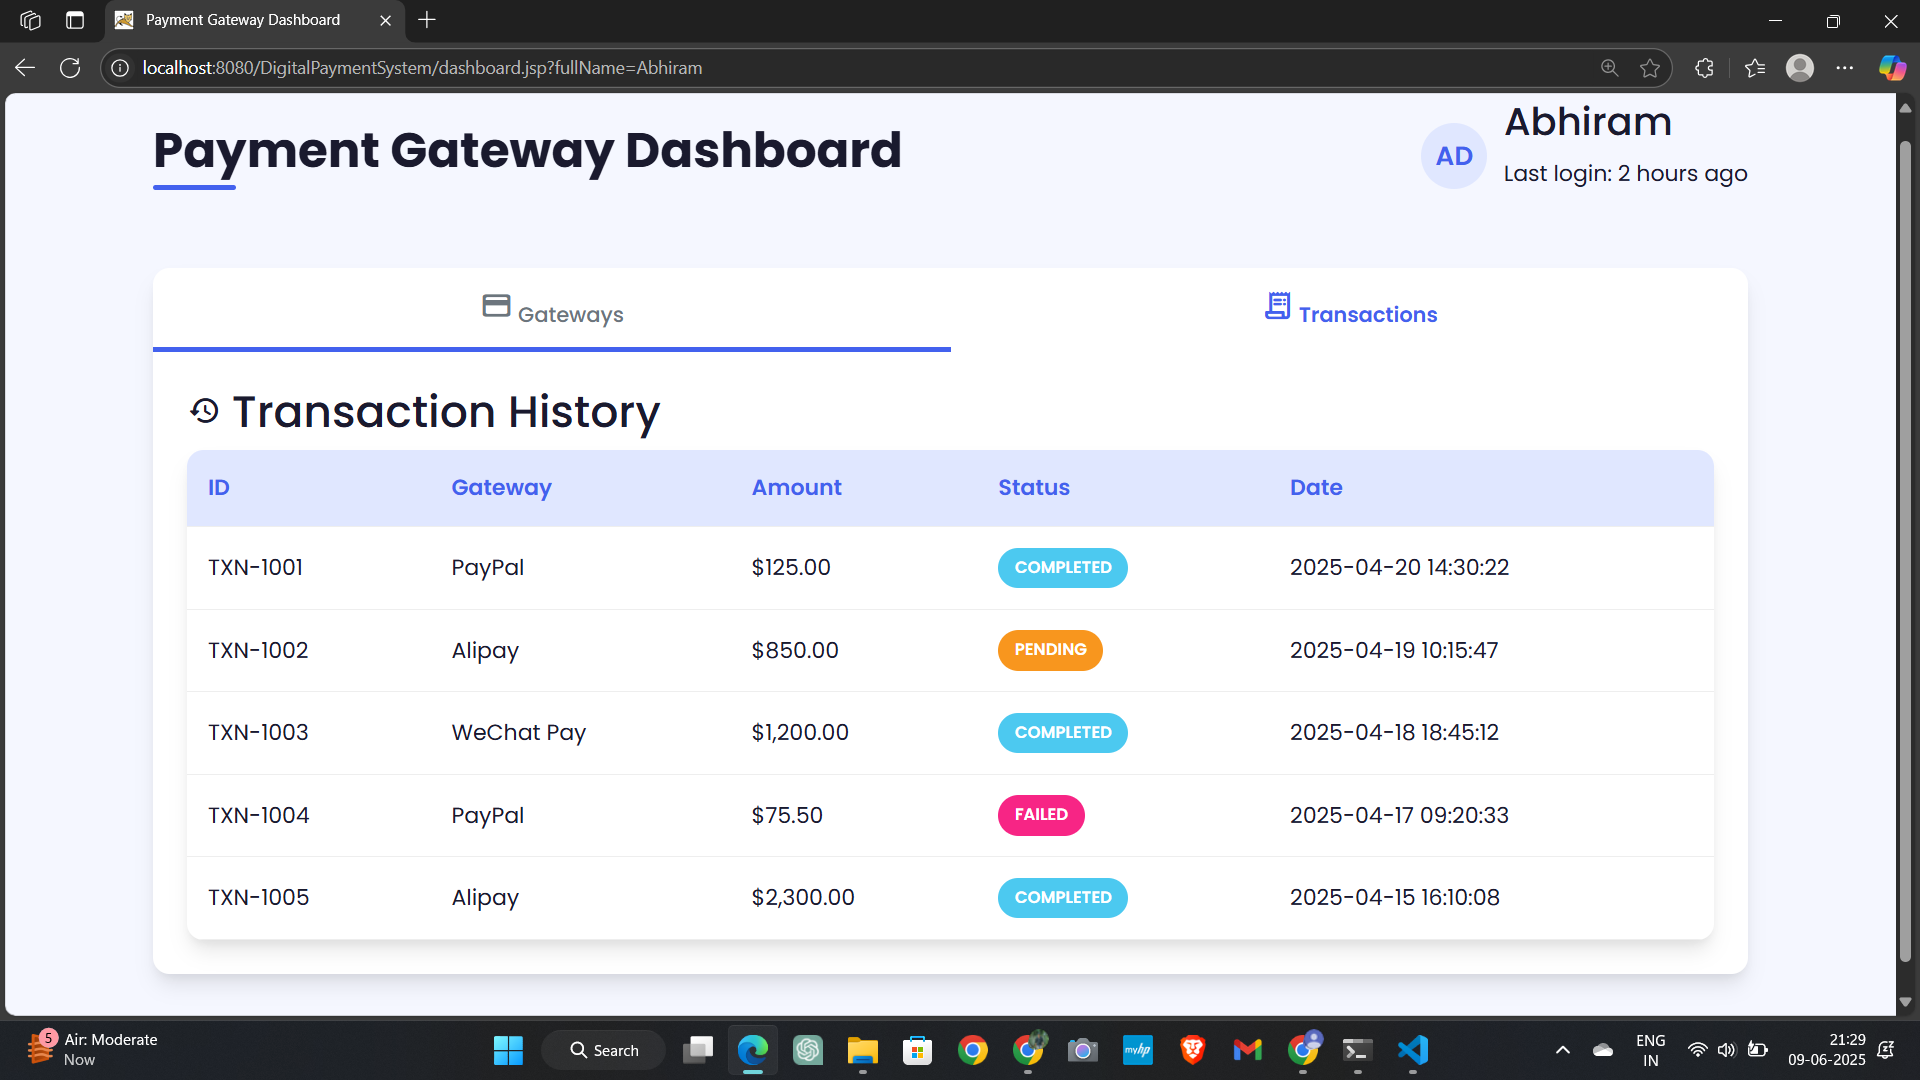 Payment Gateway Dashboard
localhost:8080/DigitalPaymentSystem/dashboard.jsp?fullName=Abhiram
Payment Gateway Dashboard
AD
Abhiram
Last login: 2 hours ago
Gateways
Transactions
Transaction History
ID Gateway Amount Status Date
TXN-1001 PayPal $125.00 COMPLETED 2025-04-20 14:30:22
TXN-1002 Alipay $850.00 PENDING 2025-04-19 10:15:47
TXN-1003 WeChat Pay $1,200.00 COMPLETED 2025-04-18 18:45:12
TXN-1004 PayPal $75.50 FAILED 2025-04-17 09:20:33
TXN-1005 Alipay $2,300.00 COMPLETED 2025-04-15 16:10:08
5
Air: Moderate
Now
Search
myhp
ENG
IN
21:29
09-06-2025